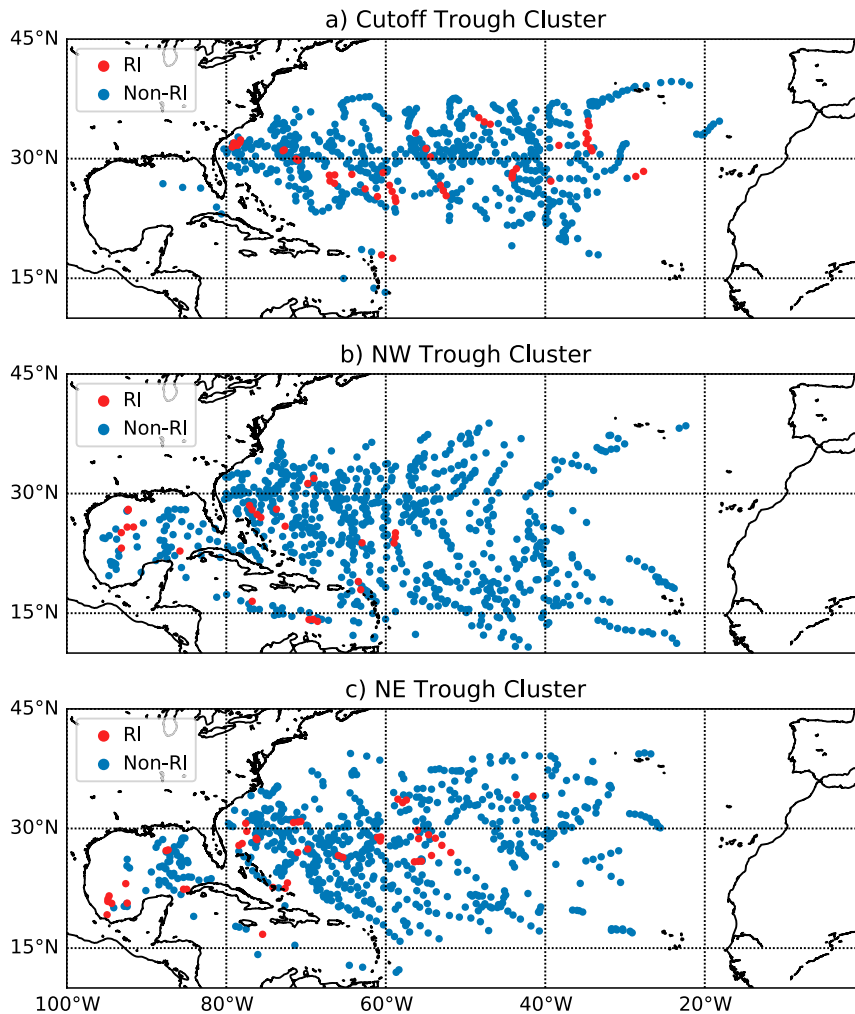 a) Cutoff Trough Cluster
45°N
RI
Non-RI
30°N
15°N
b) NW Trough Cluster
45°N
RI
Non-RI
30°N
15°N
c) NE Trough Cluster
45°N
RI
Non-RI
30°N
15°N
100°W 80°W 60°W 40°W 20°W